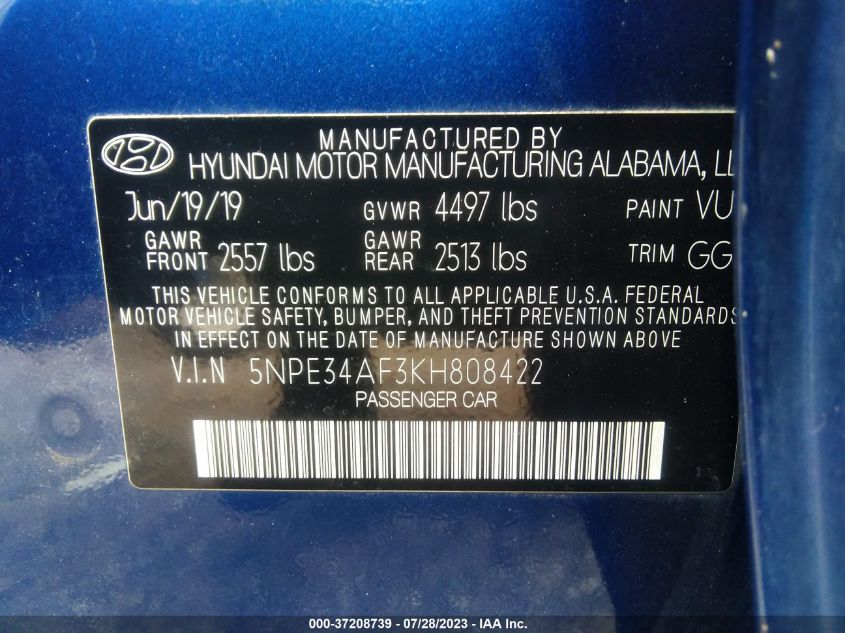 MANUFACTURED BY
HYUNDAI MOTOR MANUFACTURING ALABAMA, LL
Jun/19/19 GVWR 4497 lbs PAINT VU
GAWR FRONT 2557 lbs GAWR REAR 2513 lbs TRIM GG
THIS VEHICLE CONFORMS TO ALL APPLICABLE U.S.A. FEDERAL
MOTOR VEHICLE SAFETY, BUMPER, AND THEFT PREVENTION STANDARDS
IN EFFECT ON THE DATE OF MANUFACTURE SHOWN ABOVE
V.I.N 5NPE34AF3KH808422
PASSENGER CAR
000-37208739 / 07/28/2023 - IAA Inc.